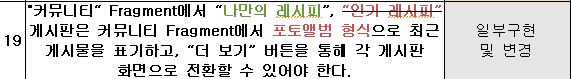 "커뮤니티“ Fragment에서 “나만의 레시피”, “인기 레시피”
19
게시판은 커뮤니티 Fragment에서 포토앨범 형식으로 최근
게시물을 표기하고, “더 보기” 버튼을 통해 각 게시판
화면으로 전환할 수 있어야 한다.
일부구현
및 변경